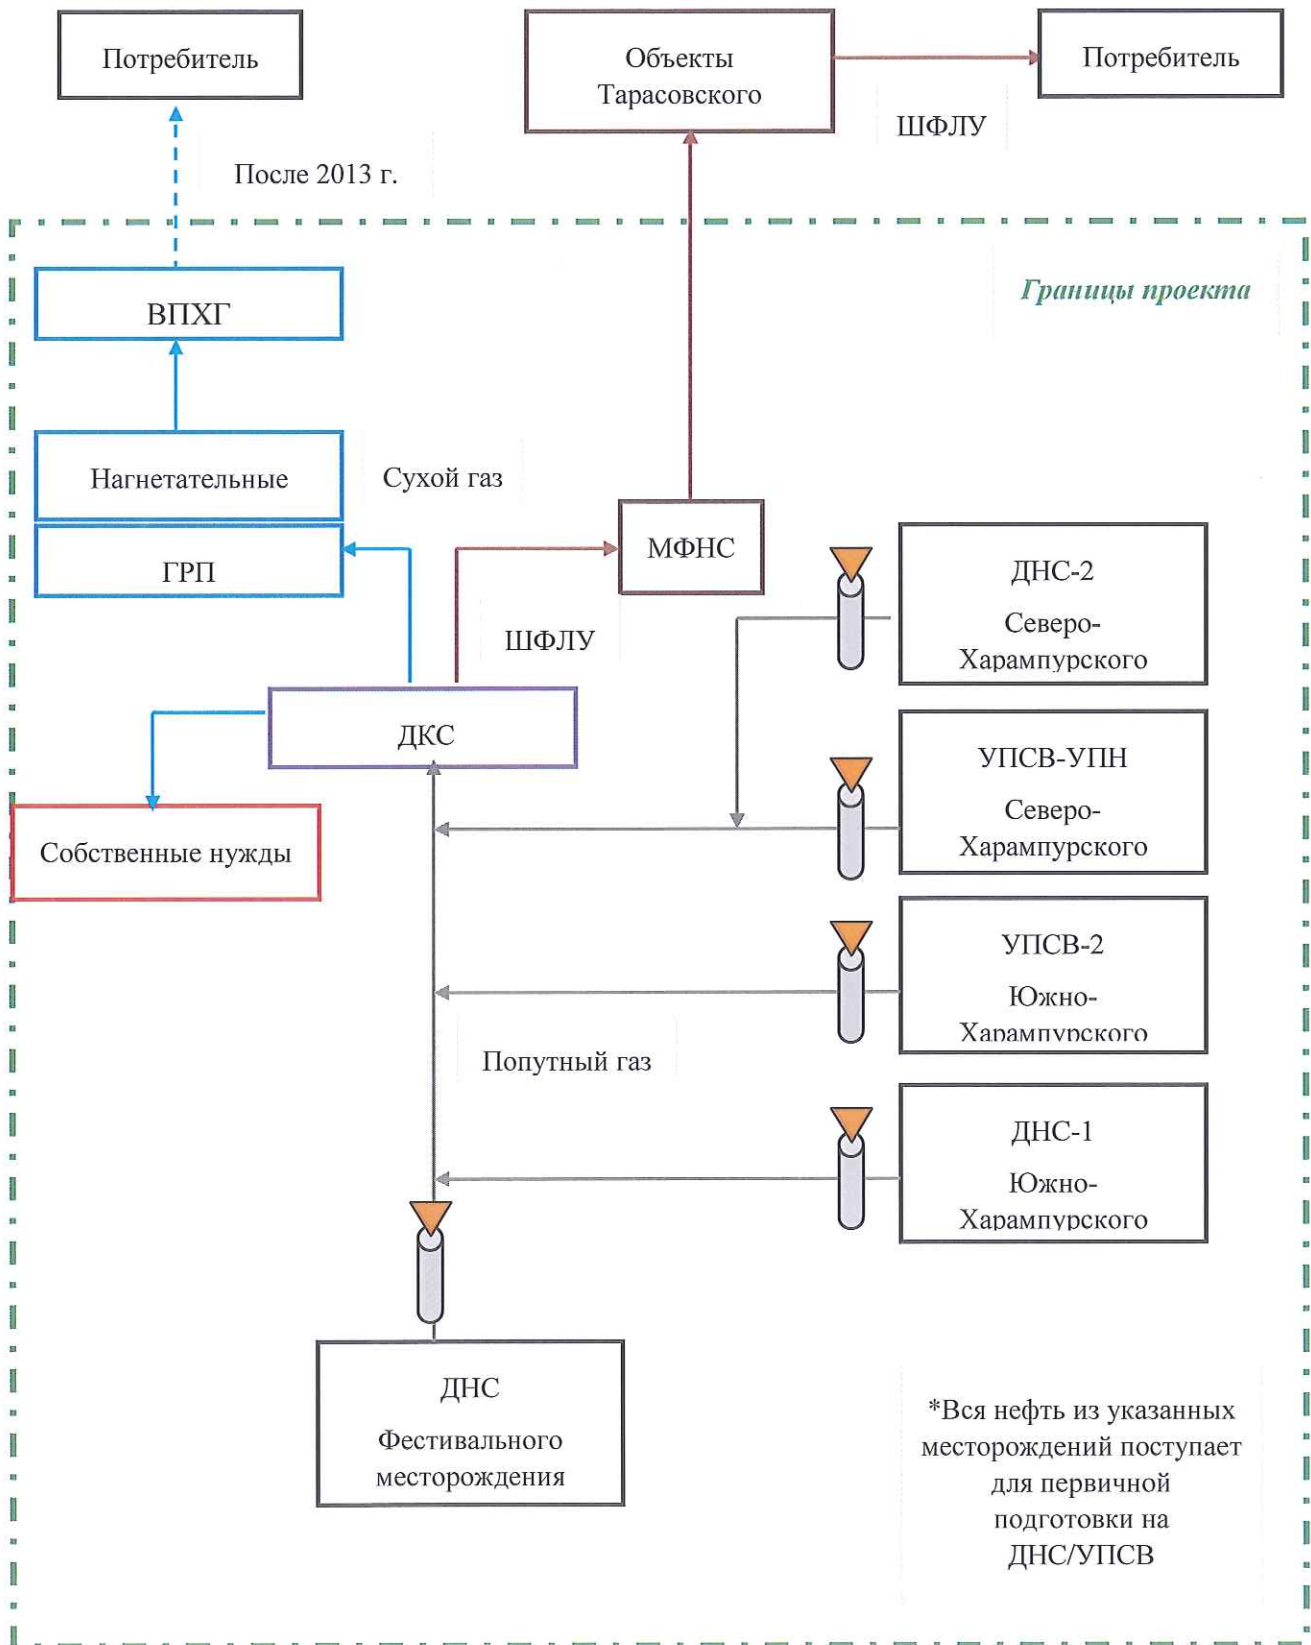 Потребитель
Объекты
Тарасовского
Потребитель
ШФЛУ
После 2013 г.
Границы проекта
ВПХГ
Нагнетательные
Сухой газ
ГРП
МФНС
ШФЛУ
ДНС-2
Северо-
Харампурского
ДКС
УПСВ-УПН
Северо-
Харампурского
Собственные нужды
УПСВ-2
Южно-
Харампурского
Попутный газ
ДНС-1
Южно-
Харампурского
ДНС
Фестивального
месторождения
*Вся нефть из указанных
месторождений поступает
для первичной
подготовки на
ДНС/УПСВ